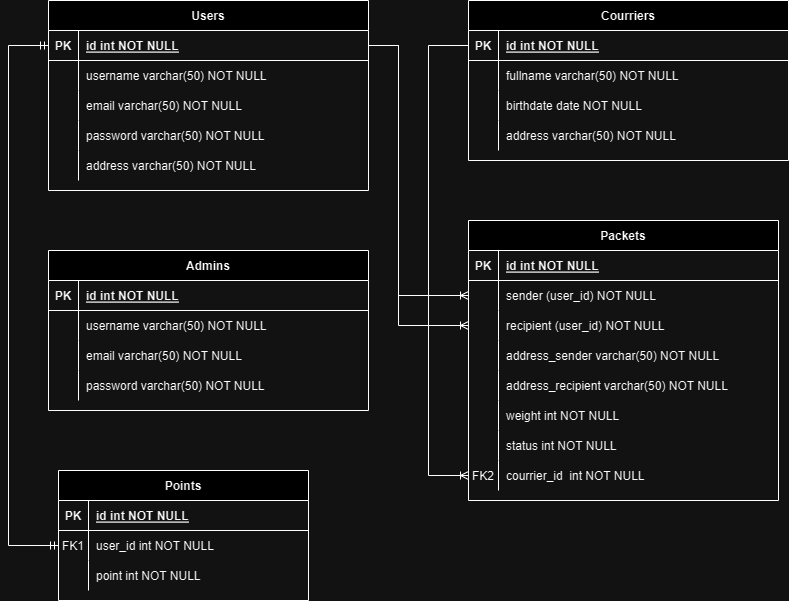 Users
PK id int NOT NULL
username varchar(50) NOT NULL
email varchar(50) NOT NULL
password varchar(50) NOT NULL
address varchar(50) NOT NULL
Courriers
PK id int NOT NULL
fullname varchar(50) NOT NULL
birthdate date NOT NULL
address varchar(50) NOT NULL
Admins
PK id int NOT NULL
username varchar(50) NOT NULL
email varchar(50) NOT NULL
password varchar(50) NOT NULL
Packets
PK id int NOT NULL
sender (user_id) NOT NULL
recipient (user_id) NOT NULL
address_sender varchar(50) NOT NULL
address_recipient varchar(50) NOT NULL
weight int NOT NULL
status int NOT NULL
FK2 courrier_id int NOT NULL
Points
PK id int NOT NULL
FK1 user_id int NOT NULL
point int NOT NULL